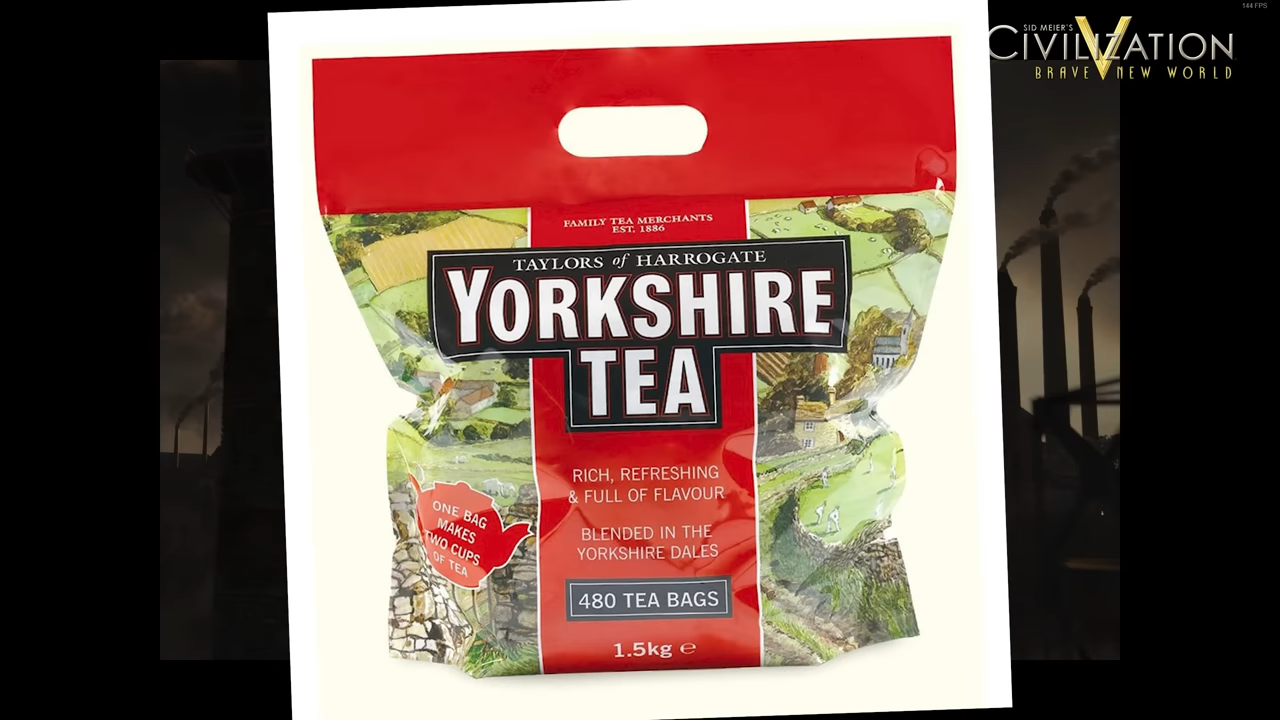 144 FPS
SID MEIER'S
CIVILIZATION V
BRAVE NEW WORLD
FAMILY TEA MERCHANTS
EST. 1886
TAYLORS of HARROGATE
YORKSHIRE
TEA
RICH, REFRESHING
& FULL OF FLAVOUR
BLENDED IN THE
YORKSHIRE DALES
480 TEA BAGS
1.5kg ℮
ONE BAG
MAKES
TWO CUPS
OF TEA